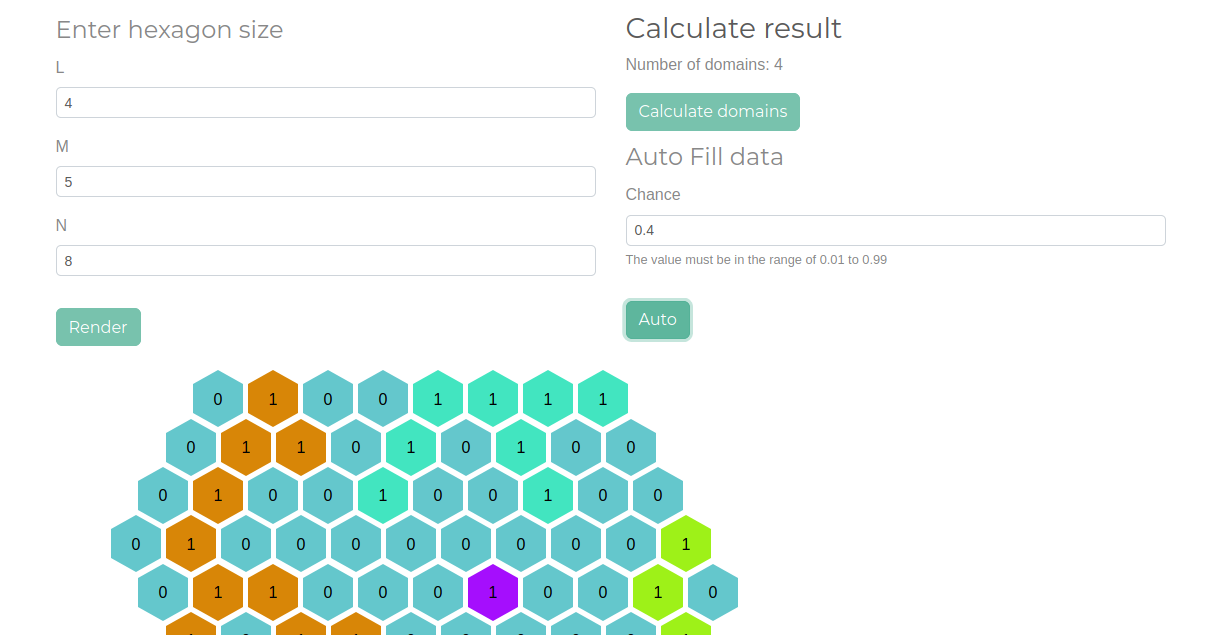 Enter hexagon size
L
4
M
5
N
8
Render
Calculate result
Number of domains: 4
Calculate domains
Auto Fill data
Chance
0.4
The value must be in the range of 0.01 to 0.99
Auto
0 1 0 0 1 1 1 1
0 1 1 0 1 0 1 0 0
0 1 0 0 1 0 0 1 0 0
0 1 0 0 0 0 0 0 0 0 1
0 1 1 0 0 0 1 0 0 1 0